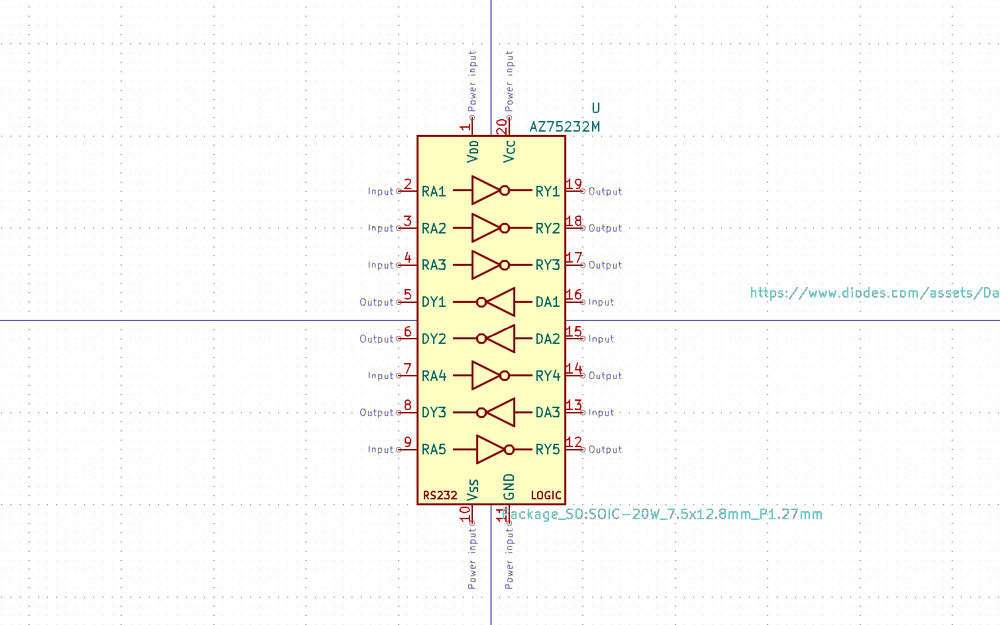 Power input Power input
U
AZ75232M
1 20
VDD VCC
Input 2 RA1 RY1 19 Output
Input 3 RA2 RY2 18 Output
Input 4 RA3 RY3 17 Output
https://www.diodes.com/assets/Da
Output 5 DY1 DA1 16 Input
Output 6 DY2 DA2 15 Input
Input 7 RA4 RY4 14 Output
Output 8 DY3 DA3 13 Input
Input 9 RA5 RY5 12 Output
VSS GND
RS232 LOGIC
10 11
Package_SO:SOIC-20W_7.5x12.8mm_P1.27mm
Power input Power input